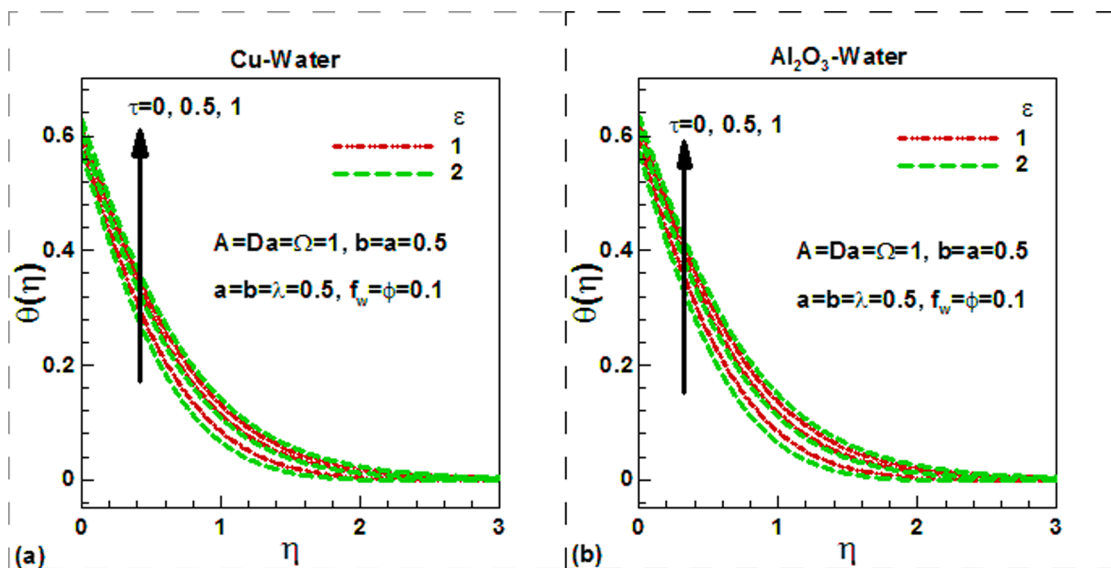 Cu-Water
τ=0, 0.5, 1
ε
1
2
A=Da=Ω=1, b=a=0.5
a=b=λ=0.5, f_w=ϕ=0.1
θ(η)
0.6
0.4
0.2
0
0 1 2 3
η
(a)
Al₂O₃-Water
τ=0, 0.5, 1
ε
1
2
A=Da=Ω=1, b=a=0.5
a=b=λ=0.5, f_w=ϕ=0.1
θ(η)
0.6
0.4
0.2
0
0 1 2 3
η
(b)